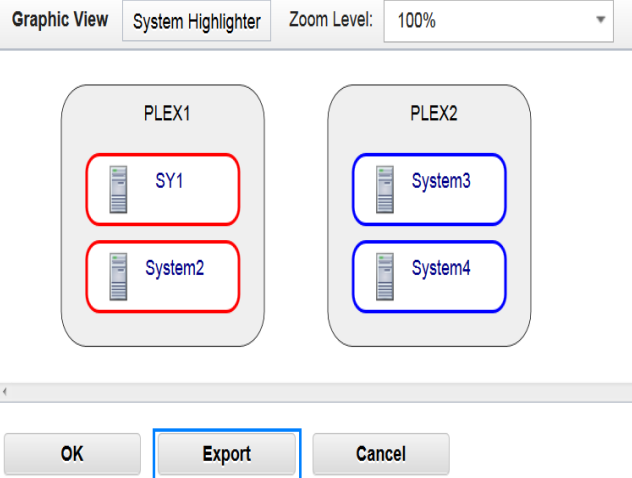 Graphic View System Highlighter Zoom Level: 100%
PLEX1 PLEX2
SY1 System3
System2 System4
OK Export Cancel